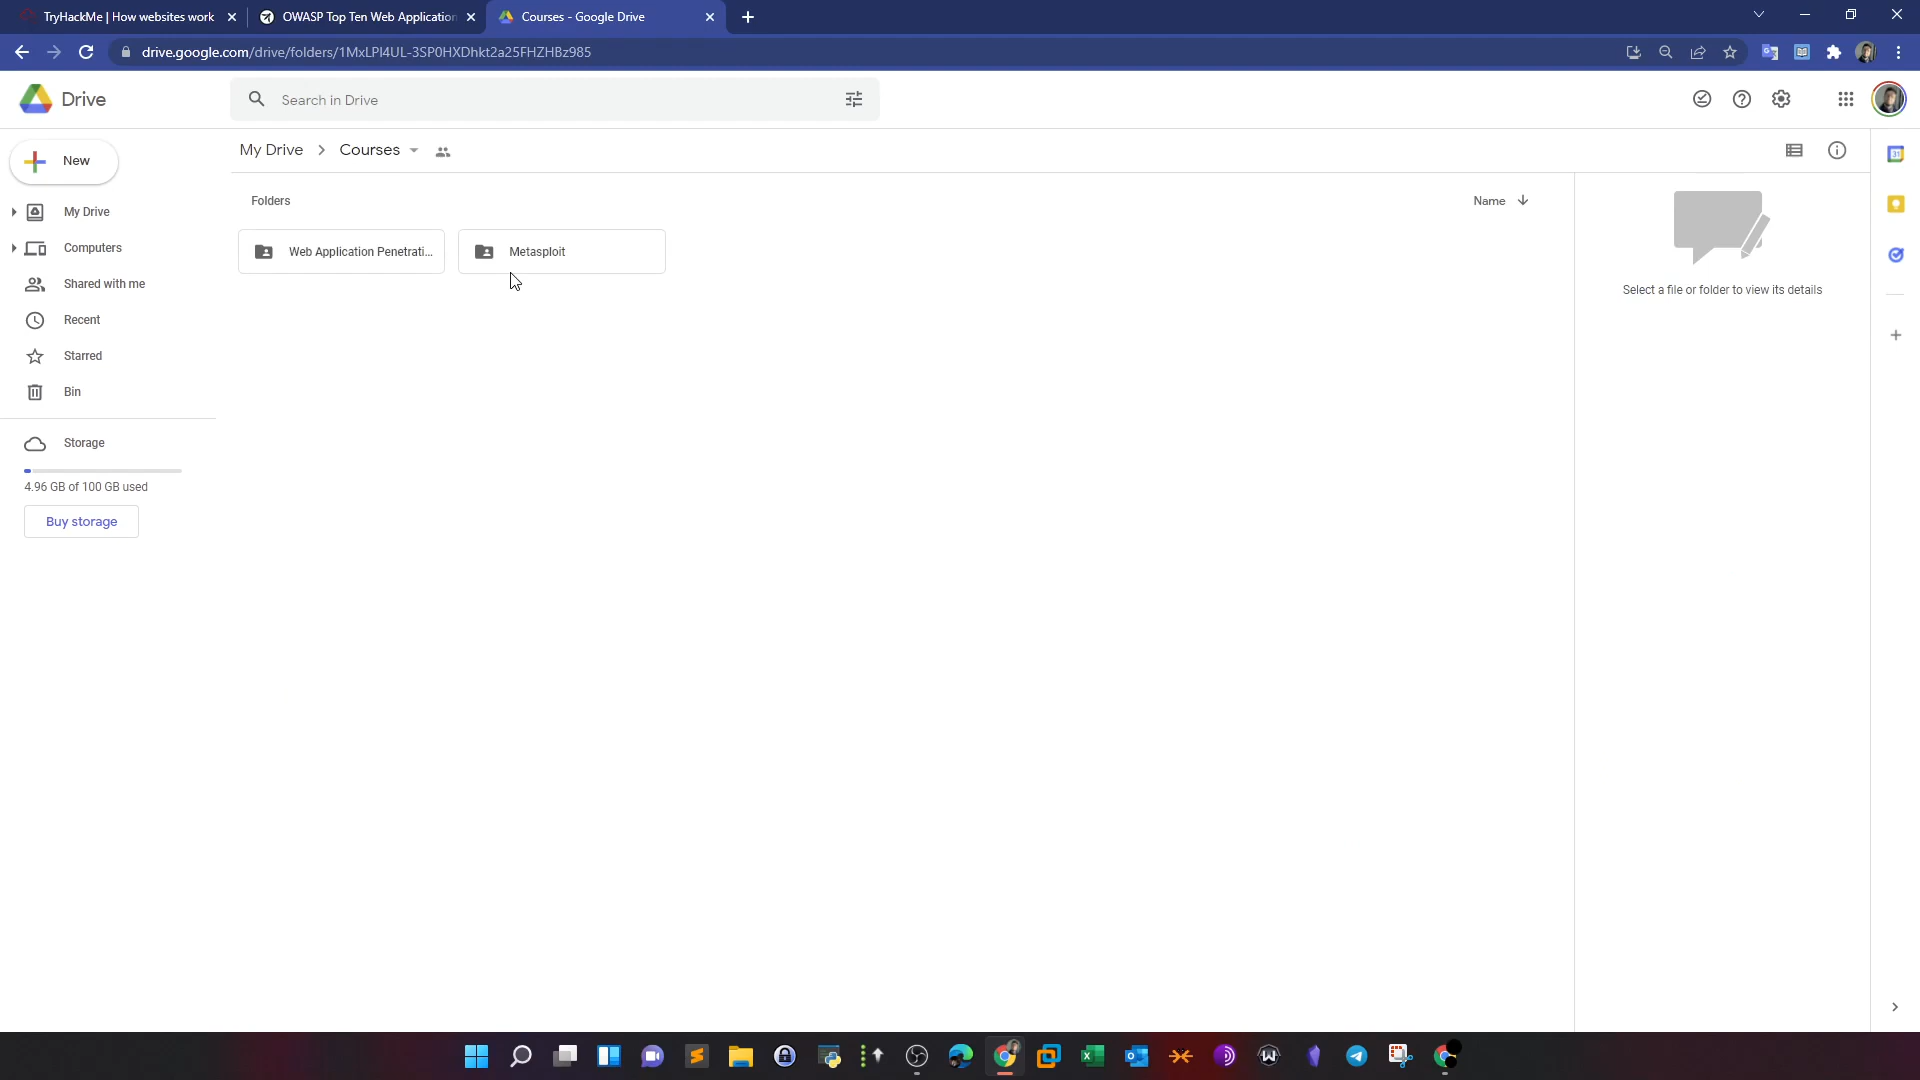 TryHackMe | How websites work
OWASP Top Ten Web Application
Courses - Google Drive
drive.google.com/drive/folders/1MxLPI4UL-3SP0HXDhkt2a25FHZHBz985
Drive
Search in Drive
New
My Drive
Computers
Shared with me
Recent
Starred
Bin
Storage
4.96 GB of 100 GB used
Buy storage
My Drive
Courses
Folders
Name
Web Application Penetrati...
Metasploit
Select a file or folder to view its details
31